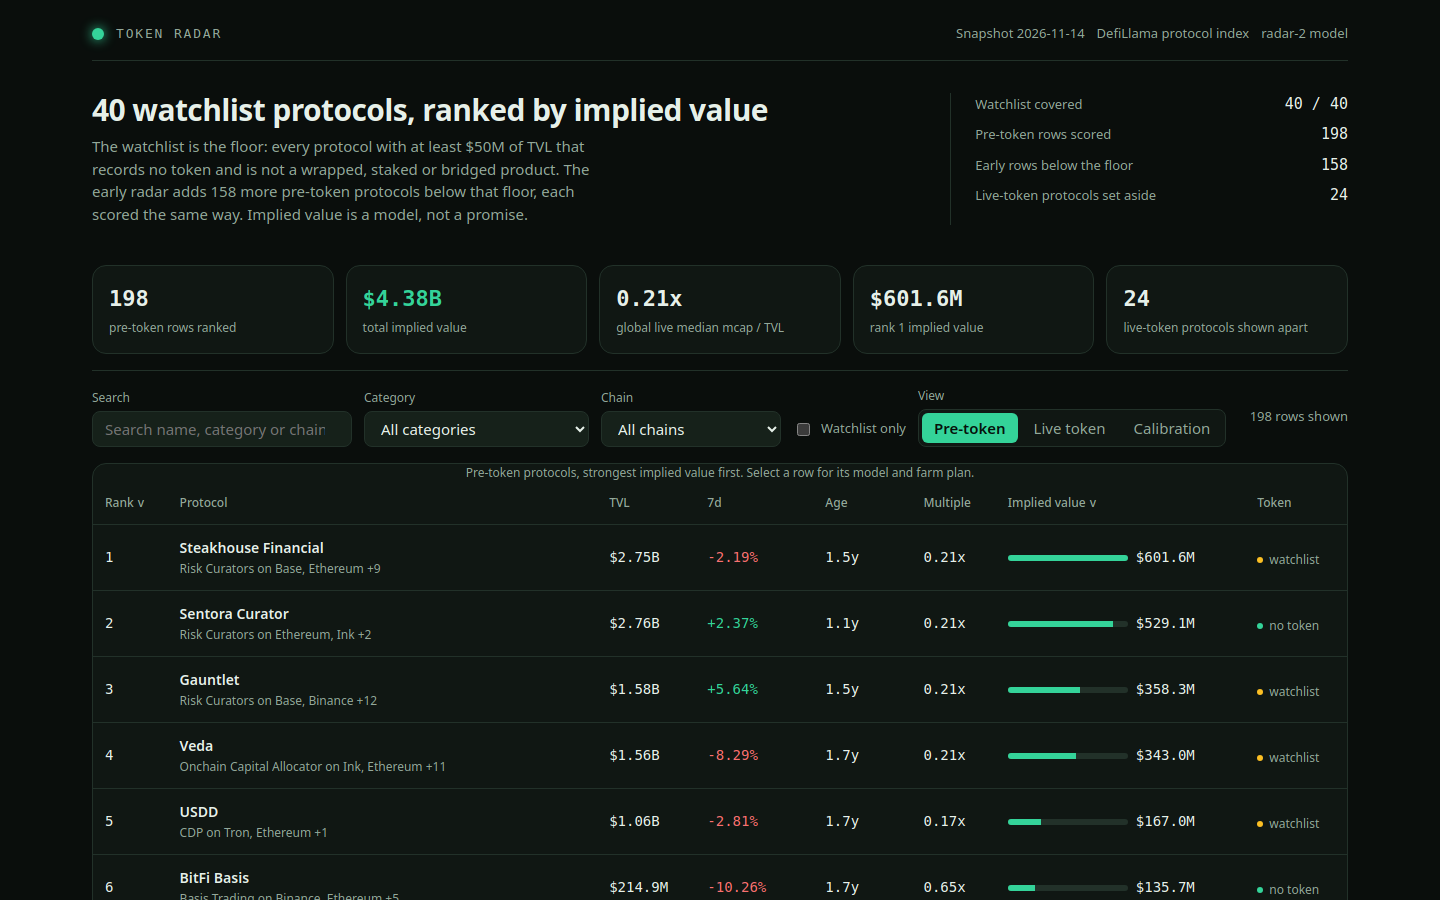 TOKEN RADAR
Snapshot 2026-11-14 DefiLlama protocol index radar-2 model
40 watchlist protocols, ranked by implied value
The watchlist is the floor: every protocol with at least $50M of TVL that
records no token and is not a wrapped, staked or bridged product. The
early radar adds 158 more pre-token protocols below that floor, each
scored the same way. Implied value is a model, not a promise.
Watchlist covered 40 / 40
Pre-token rows scored 198
Early rows below the floor 158
Live-token protocols set aside 24
198
pre-token rows ranked
$4.38B
total implied value
0.21x
global live median mcap / TVL
$601.6M
rank 1 implied value
24
live-token protocols shown apart
Search
Search name, category or chain
Category
All categories
Chain
All chains
Watchlist only
View
Pre-token Live token Calibration
198 rows shown
Pre-token protocols, strongest implied value first. Select a row for its model and farm plan.
Rank v Protocol TVL 7d Age Multiple Implied value v Token
1 Steakhouse Financial $2.75B -2.19% 1.5y 0.21x $601.6M watchlist
Risk Curators on Base, Ethereum +9
2 Sentora Curator $2.76B +2.37% 1.1y 0.21x $529.1M no token
Risk Curators on Ethereum, Ink +2
3 Gauntlet $1.58B +5.64% 1.5y 0.21x $358.3M watchlist
Risk Curators on Base, Binance +12
4 Veda $1.56B -8.29% 1.7y 0.21x $343.0M watchlist
Onchain Capital Allocator on Ink, Ethereum +11
5 USDD $1.06B -2.81% 1.7y 0.17x $167.0M watchlist
CDP on Tron, Ethereum +1
6 BitFi Basis $214.9M -10.26% 1.7y 0.65x $135.7M no token
Basis Trading on Binance, Ethereum +5